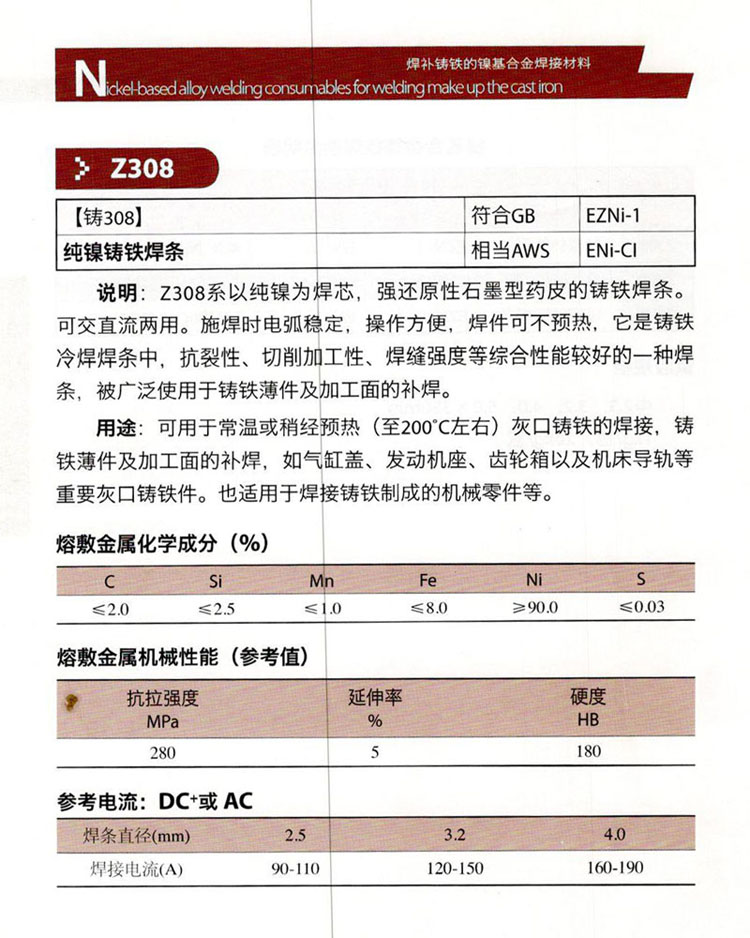 焊补铸铁的镍基合金焊接材料
Nickel-based alloy welding consumables for welding make up the cast iron
Z308
【铸308】 符合GB EZNi-1
纯镍铸铁焊条 相当AWS ENi-CI
说明：Z308系以纯镍为焊芯，强还原性石墨型药皮的铸铁焊条。
可交直流两用。施焊时电弧稳定，操作方便，焊件可不预热，它是铸铁
冷焊焊条中，抗裂性、切削加工性、焊缝强度等综合性能较好的一种焊
条，被广泛使用于铸铁薄件及加工面的补焊。
用途：可用于常温或稍经预热（至200°C左右）灰口铸铁的焊接，铸
铁薄件及加工面的补焊，如气缸盖、发动机座、齿轮箱以及机床导轨等
重要灰口铸铁件。也适用于焊接铸铁制成的机械零件等。
熔敷金属化学成分（%）
C Si Mn Fe Ni S
≤2.0 ≤2.5 ≤1.0 ≤8.0 ≥90.0 ≤0.03
熔敷金属机械性能（参考值）
抗拉强度 延伸率 硬度
MPa % HB
280 5 180
参考电流：DC⁺或 AC
焊条直径(mm) 2.5 3.2 4.0
焊接电流(A) 90-110 120-150 160-190